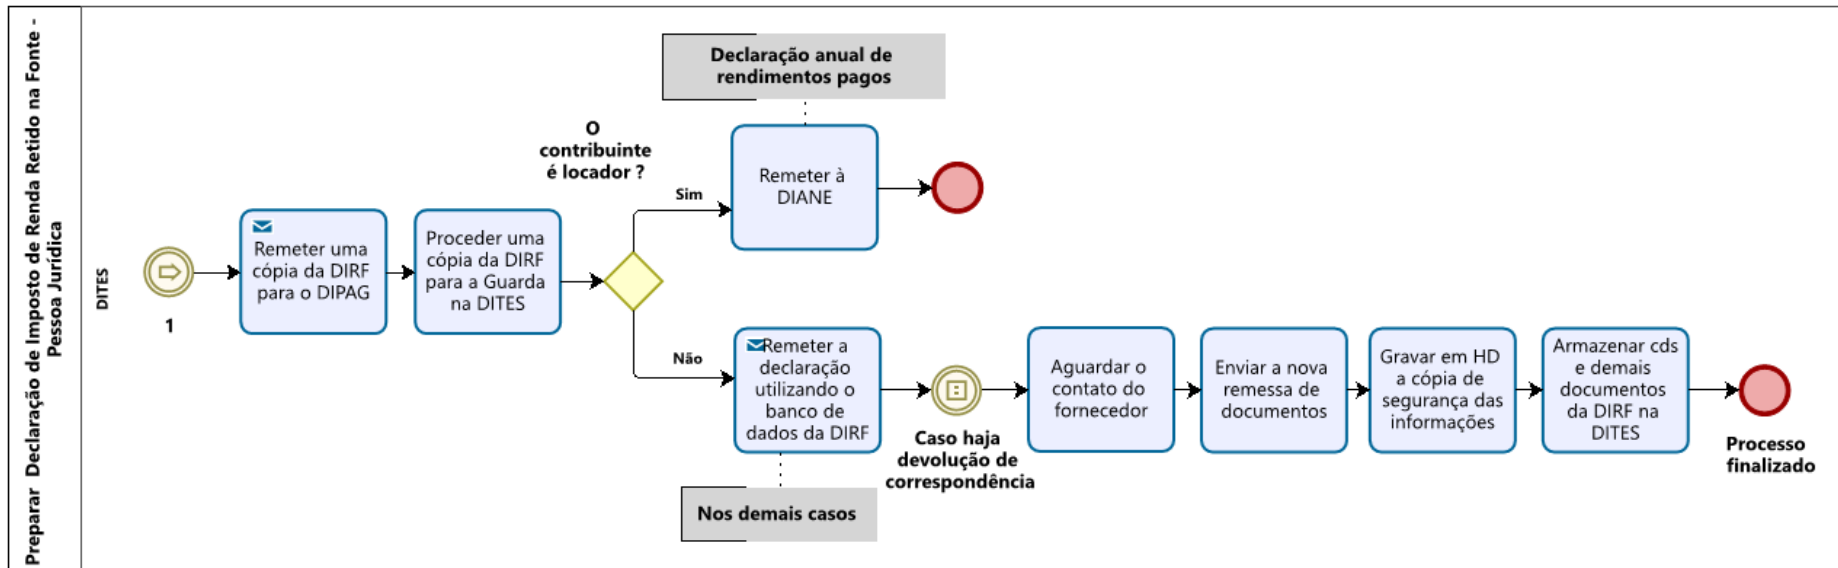 Preparar Declaração de Imposto de Renda Retido na Fonte -
Pessoa Jurídica
DITES
1
Remeter uma
cópia da DIRF
para o DIPAG
Proceder uma
cópia da DIRF
para a Guarda
na DITES
O
contribuinte
é locador ?
Sim
Declaração anual de
rendimentos pagos
Remeter à
DIANE
Não
Remeter a
declaração
utilizando o
banco de
dados da DIRF
Nos demais casos
Caso haja
devolução de
correspondência
Aguardar o
contato do
fornecedor
Enviar a nova
remessa de
documentos
Gravar em HD
a cópia de
segurança das
informações
Armazenar cds
e demais
documentos
da DIRF na
DITES
Processo
finalizado